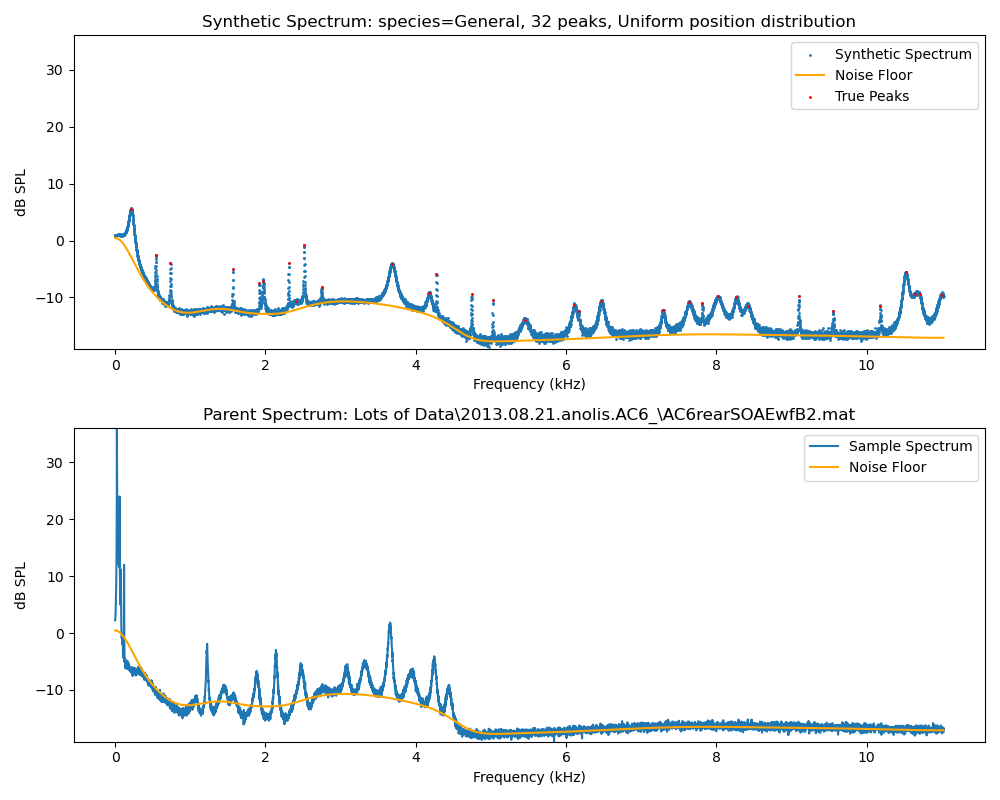 Synthetic Spectrum: species=General, 32 peaks, Uniform position distribution
30
20
10
0
−10
dB SPL
Synthetic Spectrum
Noise Floor
True Peaks
0 2 4 6 8 10
Frequency (kHz)
Parent Spectrum: Lots of Data\2013.08.21.anolis.AC6_\AC6rearSOAEwfB2.mat
30
20
10
0
−10
dB SPL
Sample Spectrum
Noise Floor
0 2 4 6 8 10
Frequency (kHz)